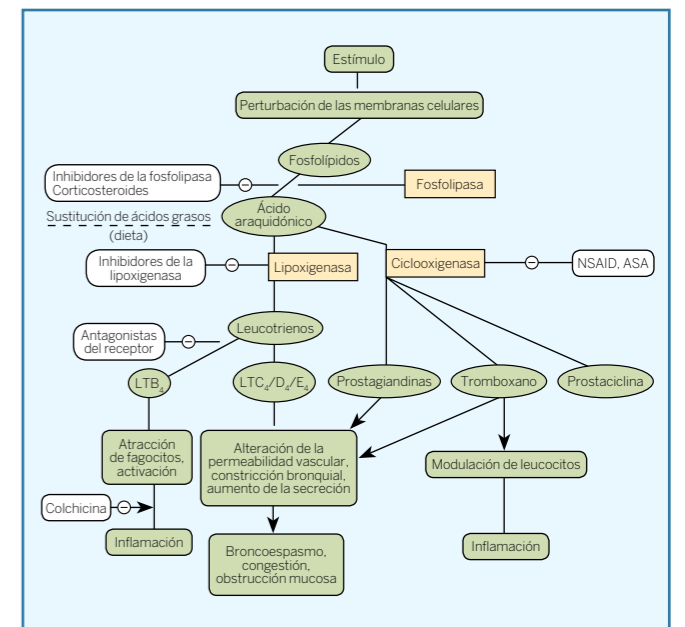 Estímulo
Perturbación de las membranas celulares
Fosfolípidos
Inhibidores de la fosfolipasa
Corticosteroides
Fosfolipasa
Sustitución de ácidos grasos
(dieta)
Ácido
araquidónico
Inhibidores de la
lipoxigenasa
Lipoxigenasa
Ciclooxigenasa
NSAID, ASA
Leucotrienos
Antagonistas
del receptor
LTB₄
LTC₄/D₄/E₄
Prostagiandinas
Tromboxano
Prostaciclina
Atracción
de fagocitos,
activación
Alteración de la
permeabilidad vascular,
constricción bronquial,
aumento de la secreción
Modulación de leucocitos
Colchicina
Inflamación
Broncoespasmo,
congestión,
obstrucción mucosa
Inflamación